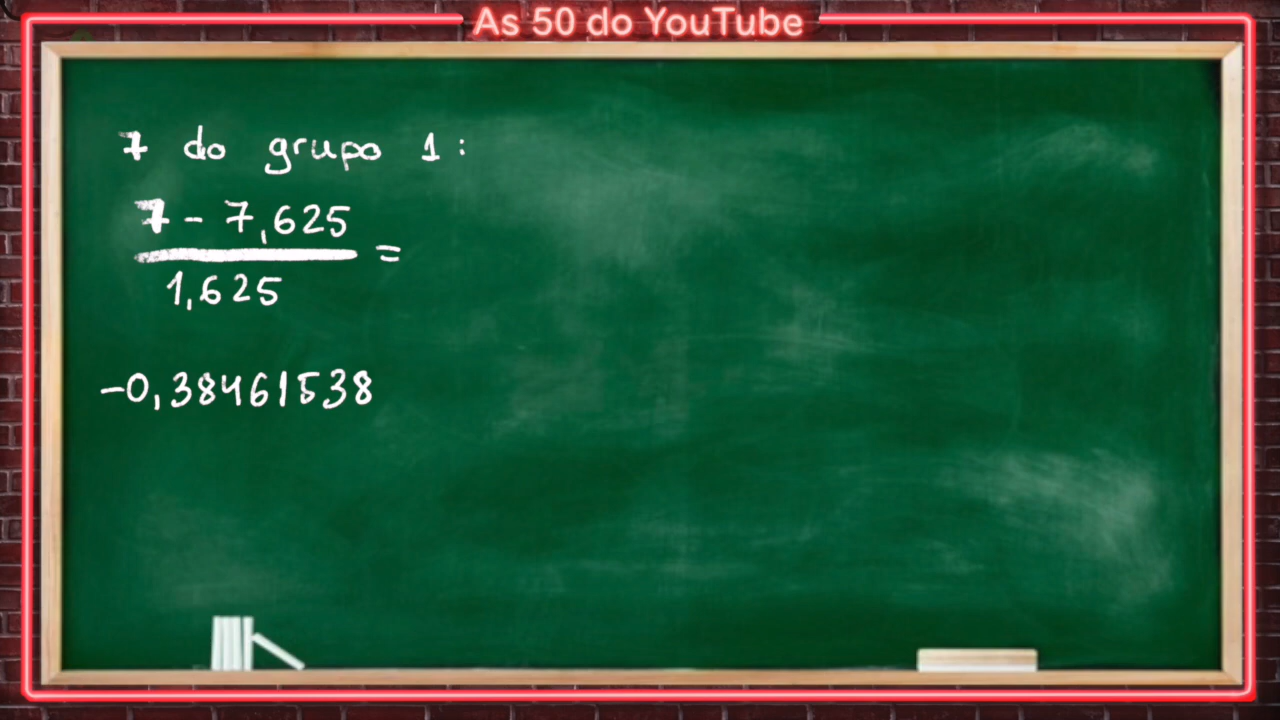 As 50 do YouTube
7 do grupo 1:
7 - 7,625
1,625
=
-0,38461538